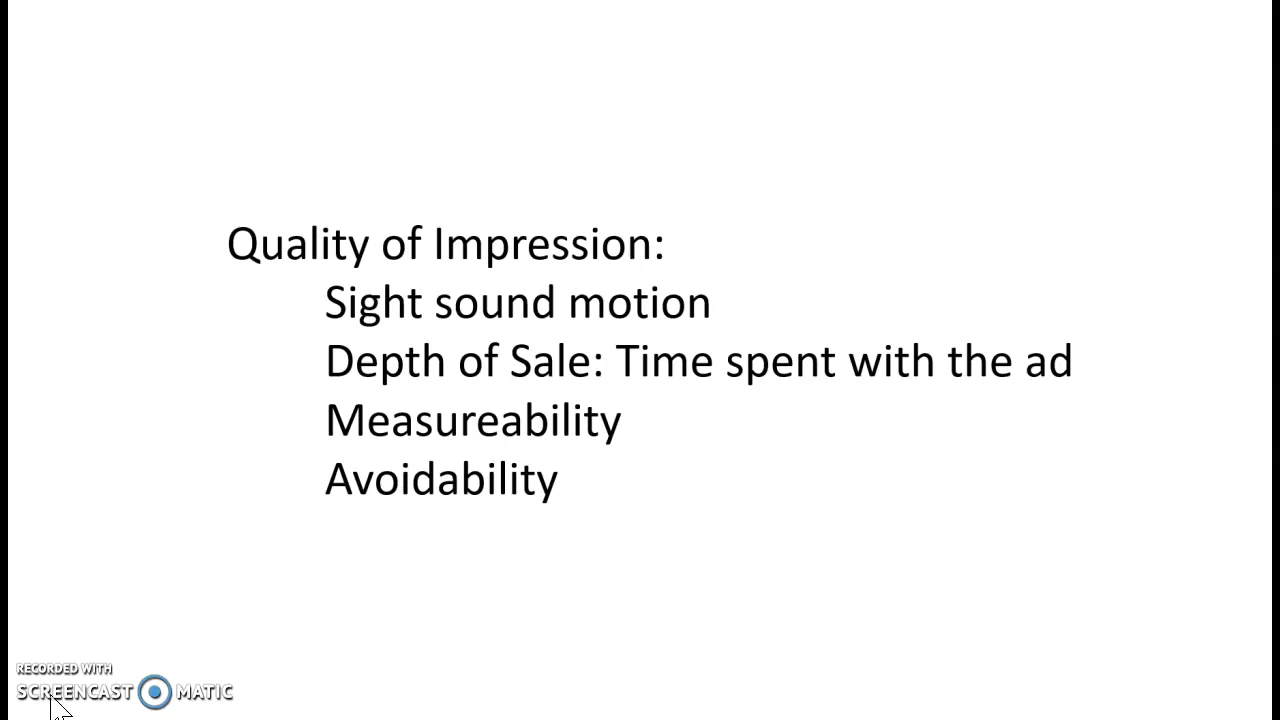 Quality of Impression:
Sight sound motion
Depth of Sale: Time spent with the ad
Measureability
Avoidability
RECORDED WITH
SCREENCAST MATIC